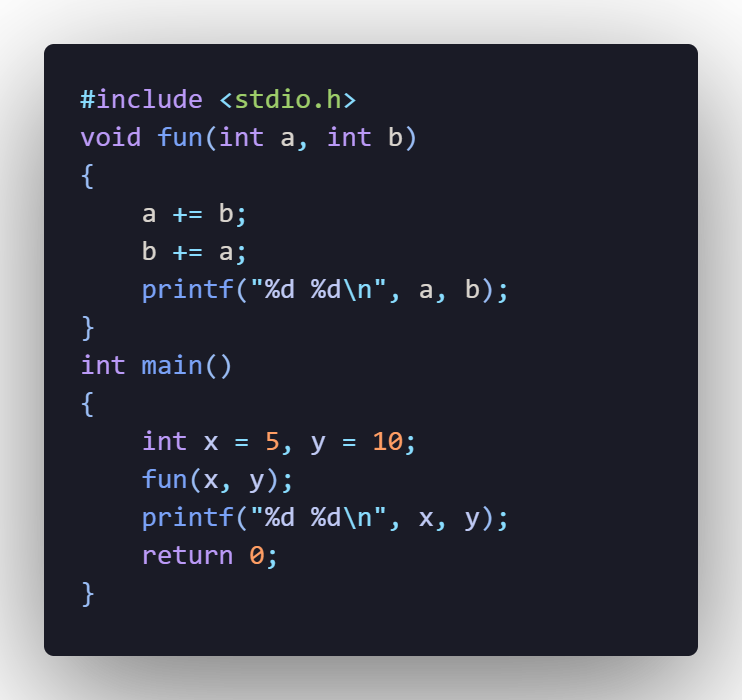 #include <stdio.h>
void fun(int a, int b)
{
    a += b;
    b += a;
    printf("%d %d\n", a, b);
}
int main()
{
    int x = 5, y = 10;
    fun(x, y);
    printf("%d %d\n", x, y);
    return 0;
}